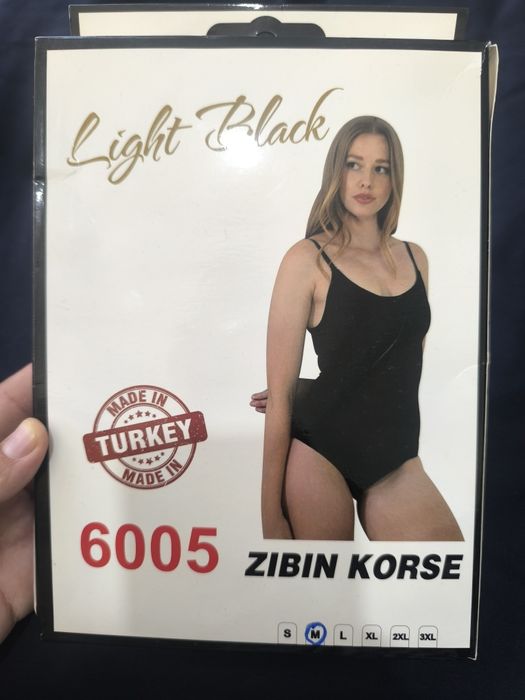 Light Black
MADE IN
TURKEY
MADE IN
6005
ZIBIN KORSE
S M L XL 2XL 3XL